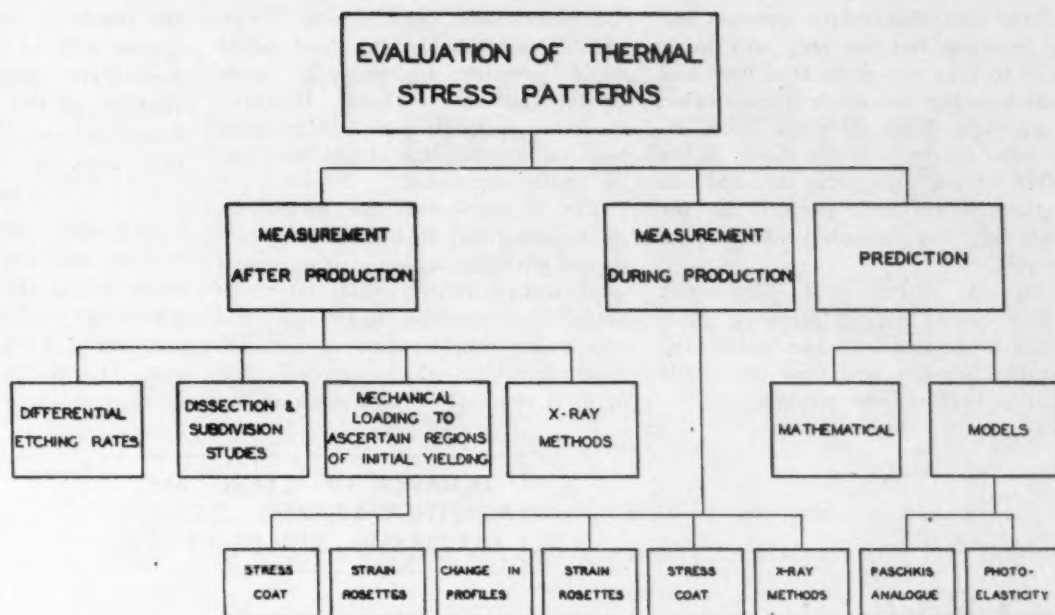 EVALUATION OF THERMAL
STRESS PATTERNS
MEASUREMENT
AFTER PRODUCTION
MEASUREMENT
DURING PRODUCTION
PREDICTION
DIFFERENTIAL
ETCHING RATES
DISSECTION &
SUBDIVISION
STUDIES
MECHANICAL
LOADING TO
ASCERTAIN REGIONS
OF INITIAL YIELDING
X-RAY
METHODS
MATHEMATICAL
MODELS
STRESS
COAT
STRAIN
ROSETTES
CHANGE IN
PROFILES
STRAIN
ROSETTES
STRESS
COAT
X-RAY
METHODS
PASCHKIS
ANALOGUE
PHOTO-
ELASTICITY